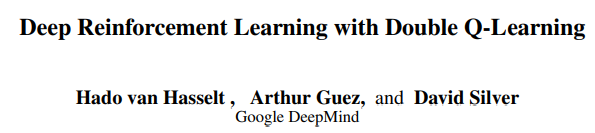 Deep Reinforcement Learning with Double Q-Learning
Hado van Hasselt , Arthur Guez, and David Silver
Google DeepMind